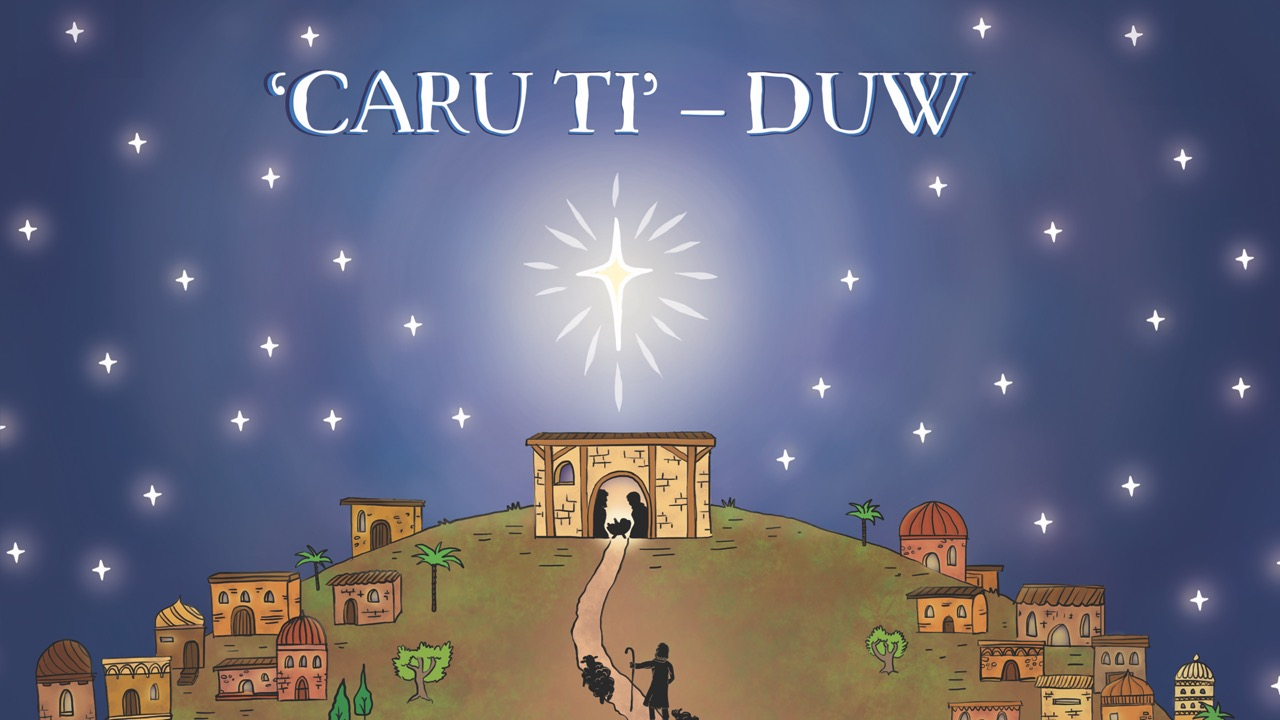 ‘CARU TI’ – DUW